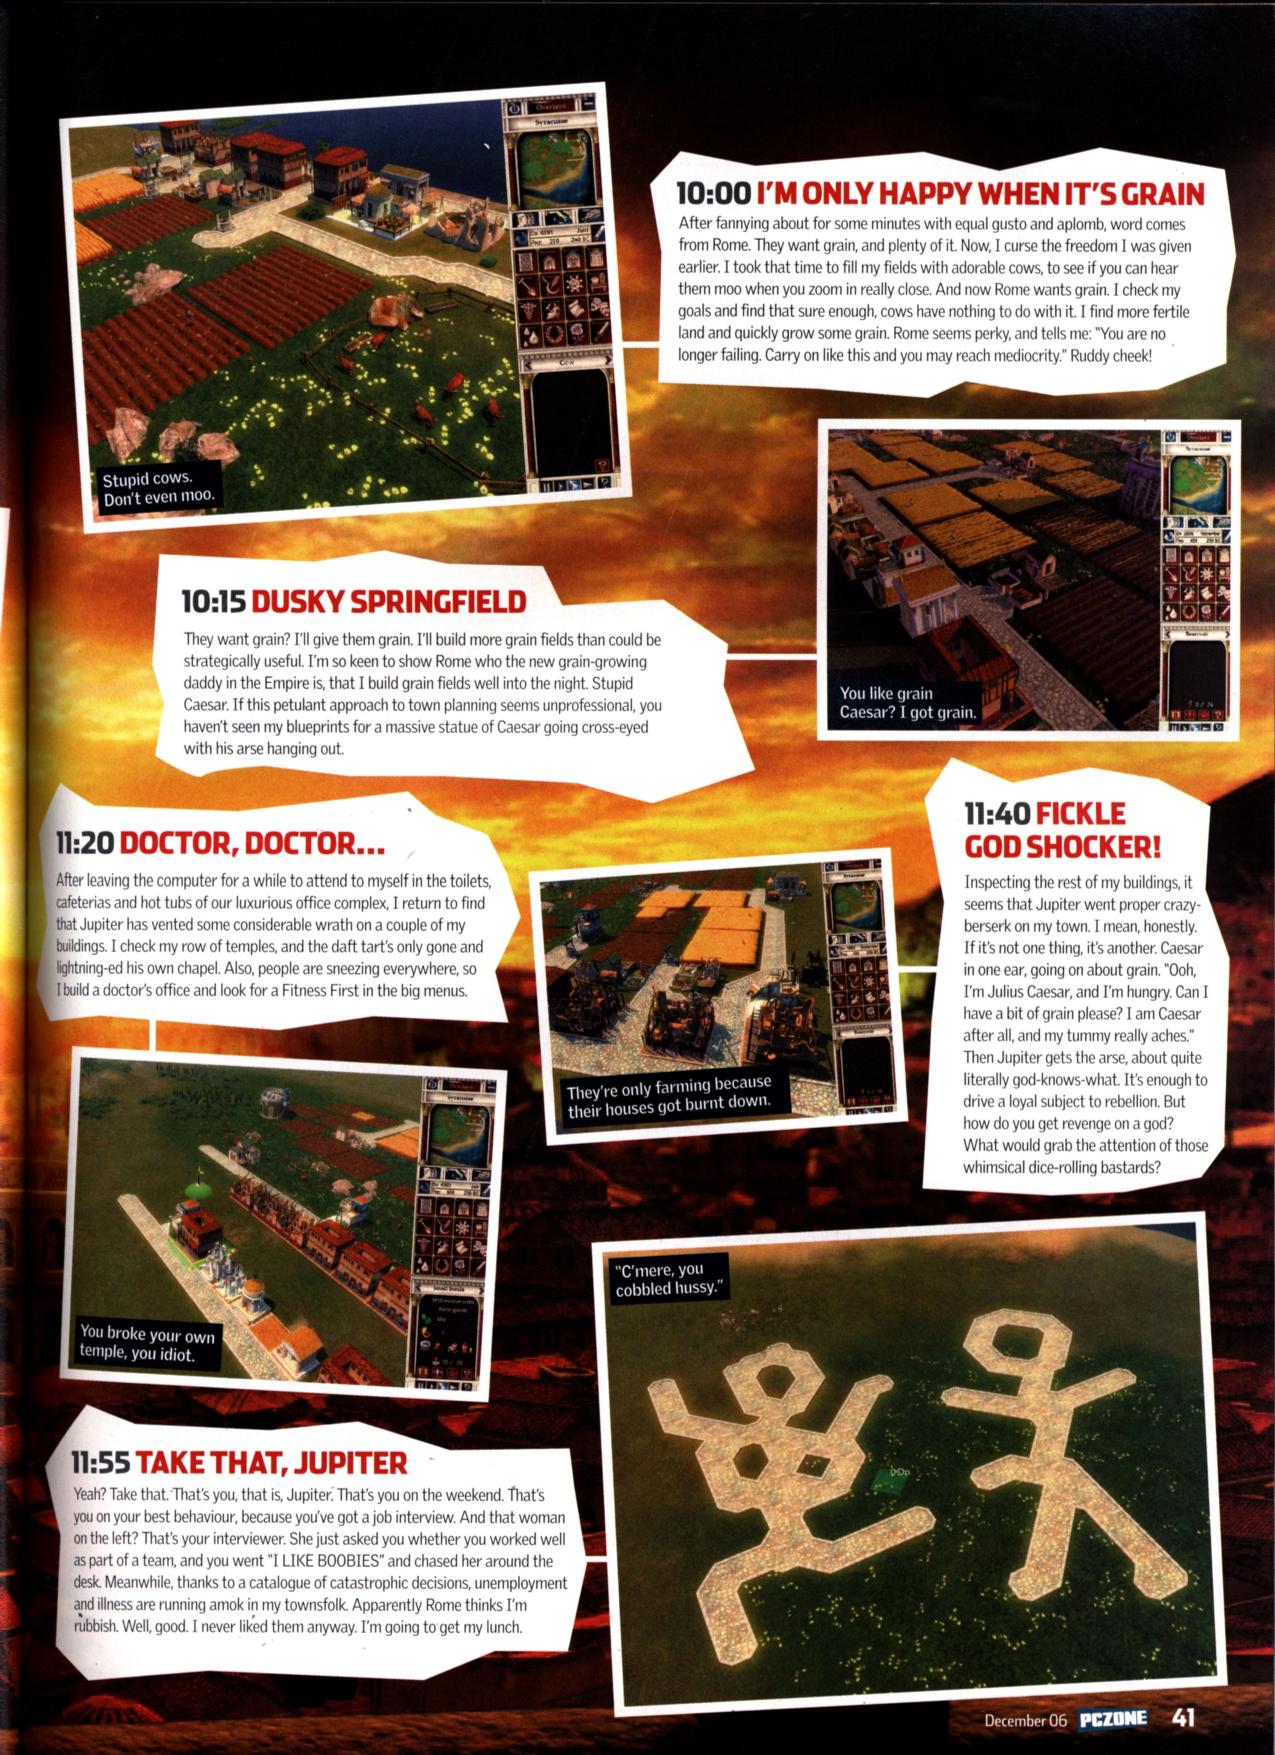 Overlays
Syracusae
Cow
Stupid cows.
Don't even moo.
10:00 I'M ONLY HAPPY WHEN IT'S GRAIN
After fannying about for some minutes with equal gusto and aplomb, word comes
from Rome. They want grain, and plenty of it. Now, I curse the freedom I was given
earlier. I took that time to fill my fields with adorable cows, to see if you can hear
them moo when you zoom in really close. And now Rome wants grain. I check my
goals and find that sure enough, cows have nothing to do with it. I find more fertile
land and quickly grow some grain. Rome seems perky, and tells me: "You are no
longer failing. Carry on like this and you may reach mediocrity." Ruddy cheek!
You like grain
Caesar? I got grain.
10:15 DUSKY SPRINGFIELD
They want grain? I'll give them grain. I'll build more grain fields than could be
strategically useful. I'm so keen to show Rome who the new grain-growing
daddy in the Empire is, that I build grain fields well into the night. Stupid
Caesar. If this petulant approach to town planning seems unprofessional, you
haven't seen my blueprints for a massive statue of Caesar going cross-eyed
with his arse hanging out.
11:20 DOCTOR, DOCTOR...
After leaving the computer for a while to attend to myself in the toilets,
cafeterias and hot tubs of our luxurious office complex, I return to find
that Jupiter has vented some considerable wrath on a couple of my
buildings. I check my row of temples, and the daft tart's only gone and
lightning-ed his own chapel. Also, people are sneezing everywhere, so
I build a doctor's office and look for a Fitness First in the big menus.
They're only farming because
their houses got burnt down.
11:40 FICKLE
GOD SHOCKER!
Inspecting the rest of my buildings, it
seems that Jupiter went proper crazy-
berserk on my town. I mean, honestly.
If it's not one thing, it's another. Caesar
in one ear, going on about grain. "Ooh,
I'm Julius Caesar, and I'm hungry. Can I
have a bit of grain please? I am Caesar
after all, and my tummy really aches."
Then Jupiter gets the arse, about quite
literally god-knows-what. It's enough to
drive a loyal subject to rebellion. But
how do you get revenge on a god?
What would grab the attention of those
whimsical dice-rolling bastards?
You broke your own
temple, you idiot.
"C'mere, you
cobbled hussy."
11:55 TAKE THAT, JUPITER
Yeah? Take that. That's you, that is, Jupiter. That's you on the weekend. That's
you on your best behaviour, because you've got a job interview. And that woman
on the left? That's your interviewer. She just asked you whether you worked well
as part of a team, and you went "I LIKE BOOBIES" and chased her around the
desk. Meanwhile, thanks to a catalogue of catastrophic decisions, unemployment
and illness are running amok in my townsfolk. Apparently Rome thinks I'm
rubbish. Well, good. I never liked them anyway. I'm going to get my lunch.
December 06 PCZONE 41